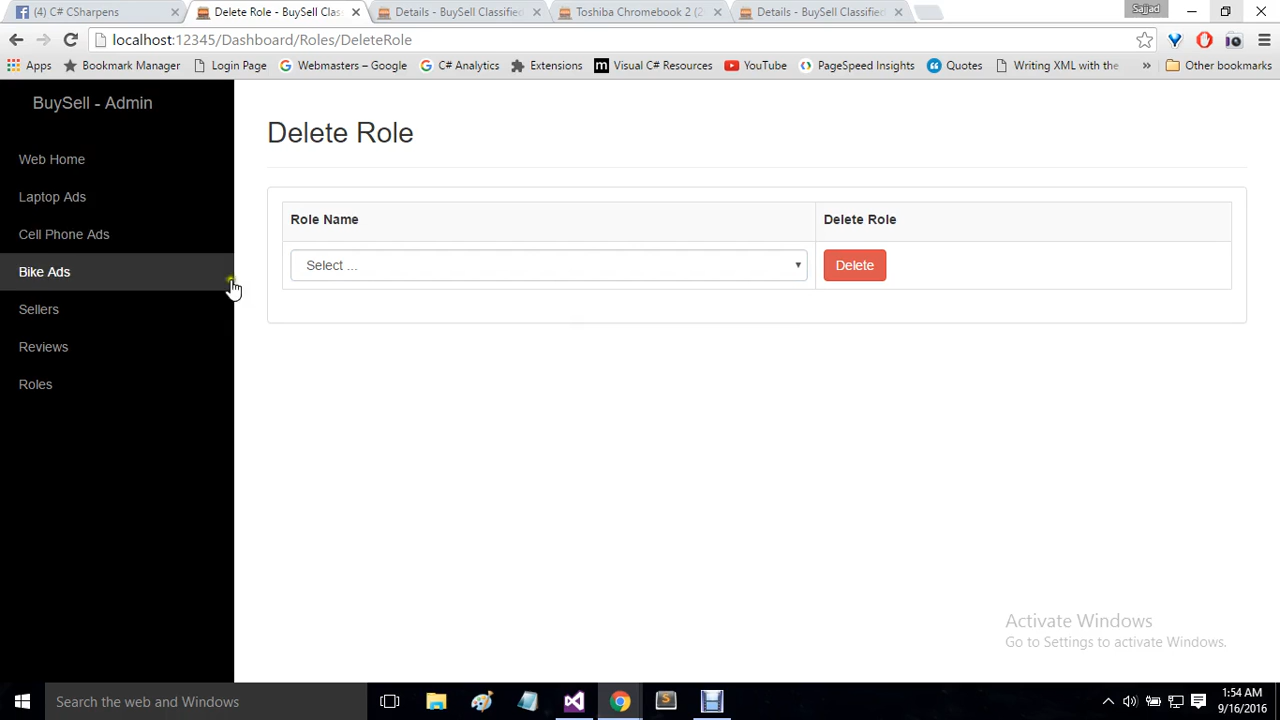 (4) C# CSharpens
Delete Role - BuySell Clas
Details - BuySell Classified
Toshiba Chromebook 2 (2
Details - BuySell Classified
Sajjad
localhost:12345/Dashboard/Roles/DeleteRole
Apps
Bookmark Manager
Login Page
Webmasters – Google
C# Analytics
Extensions
Visual C# Resources
YouTube
PageSpeed Insights
Quotes
Writing XML with the
»
Other bookmarks
BuySell - Admin
Web Home
Laptop Ads
Cell Phone Ads
Bike Ads
Sellers
Reviews
Roles
Delete Role
Role Name
Delete Role
Select ...
Delete
Activate Windows
Go to Settings to activate Windows.
Search the web and Windows
1:54 AM
9/16/2016